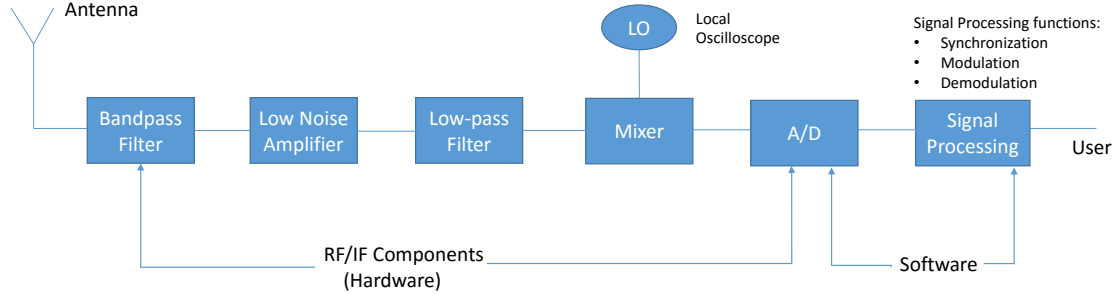 Antenna
LO
Local
Oscilloscope
Signal Processing functions:
• Synchronization
• Modulation
• Demodulation
Bandpass
Filter
Low Noise
Amplifier
Low-pass
Filter
Mixer
A/D
Signal
Processing
User
RF/IF Components
(Hardware)
Software